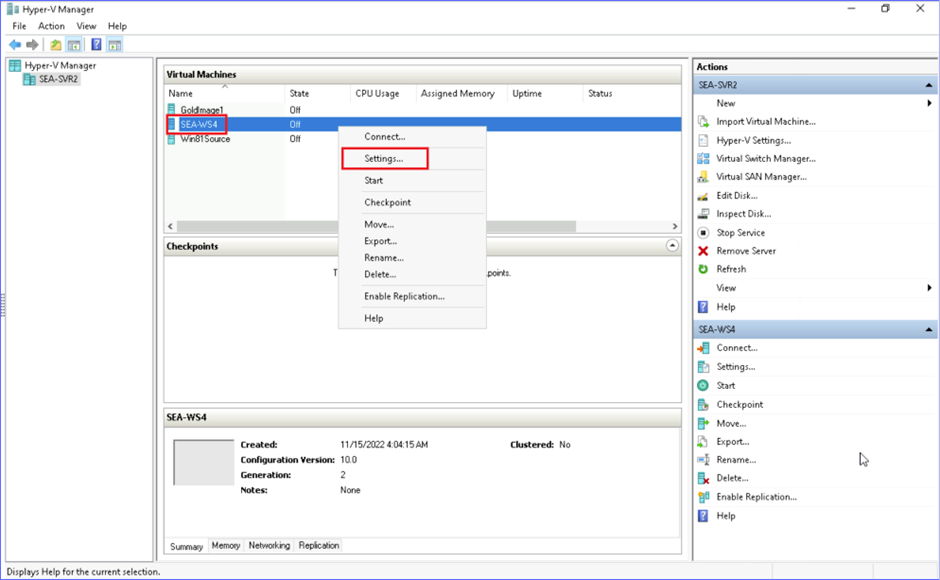 Hyper-V Manager
File Action View Help
Hyper-V Manager
SEA-SVR2
Virtual Machines
Name State CPU Usage Assigned Memory Uptime Status
GoldImage1 Off
SEA-WS4 Off
Win81Source Off
Connect...
Settings...
Start
Checkpoint
Move...
Export...
Rename...
Delete...
Enable Replication...
Help
Checkpoints
SEA-WS4
Created: 11/15/2022 4:04:15 AM Clustered: No
Configuration Version: 10.0
Generation: 2
Notes: None
Summary Memory Networking Replication
Actions
SEA-SVR2
New
Import Virtual Machine...
Hyper-V Settings...
Virtual Switch Manager...
Virtual SAN Manager...
Edit Disk...
Inspect Disk...
Stop Service
Remove Server
Refresh
View
Help
SEA-WS4
Connect...
Settings...
Start
Checkpoint
Move...
Export...
Rename...
Delete...
Enable Replication...
Help
Displays Help for the current selection.